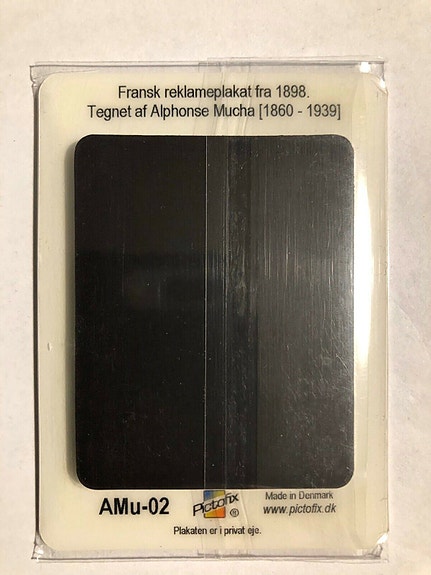 Fransk reklameplakat fra 1898.
Tegnet af Alphonse Mucha [1860 - 1939]
AMu-02
Pictofix
®
Made in Denmark
www.pictofix.dk
Plakaten er i privat eje.